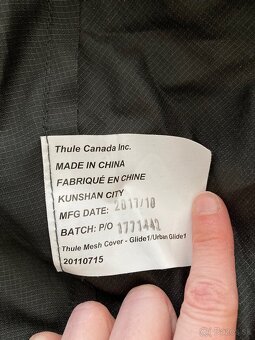 Thule Canada Inc.
MADE IN CHINA
FABRIQUÉ EN CHINE
KUNSHAN CITY
MFG DATE: 2017/10
BATCH: P/O 1771442
Thule Mesh Cover - Glide1/Urban Glide1
20110715